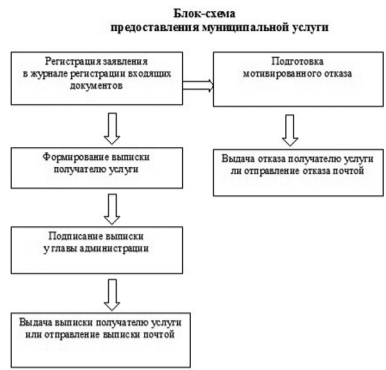 Блок-схема
предоставления муниципальной услуги
Регистрация заявления
в журнале регистрации входящих
документов
Подготовка
мотивированного отказа
Формирование выписки
получателю услуги
Выдача отказа получателю услуги
ли отправление отказа почтой
Подписание выписки
у главы администрации
Выдача выписки получателю услуги
или отправление выписки почтой